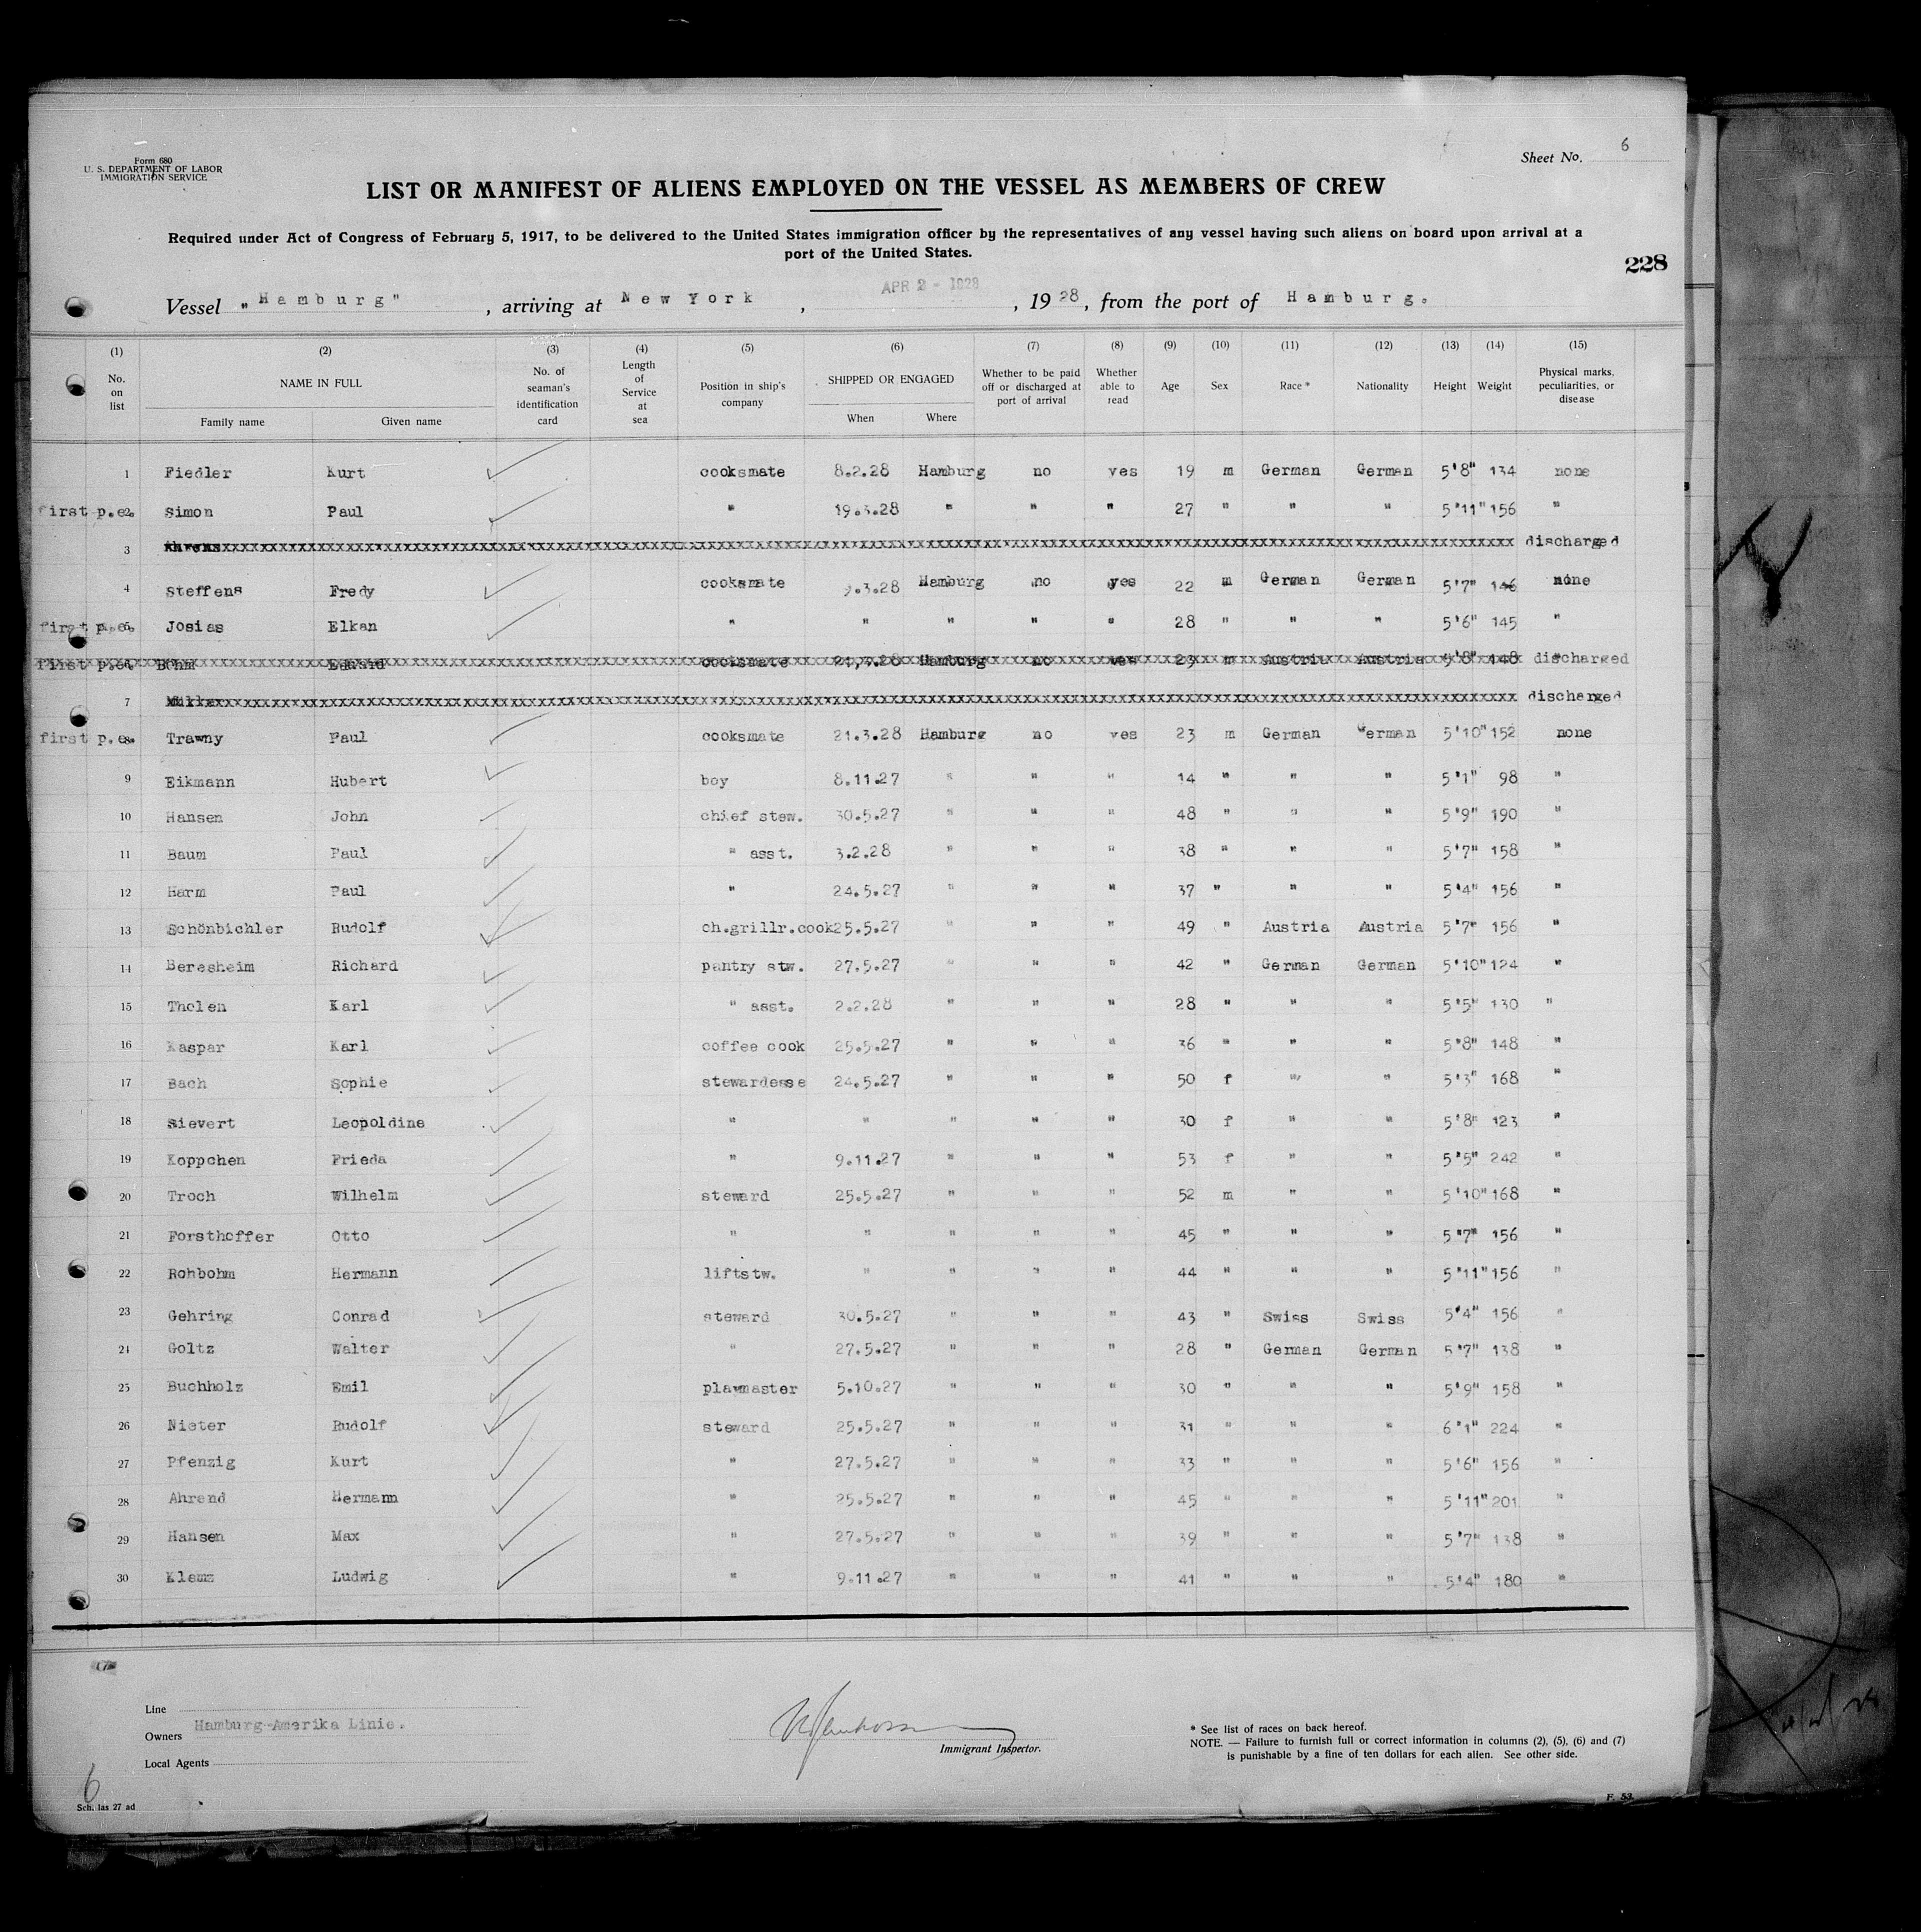 Form 680
U. S. DEPARTMENT OF LABOR
IMMIGRATION SERVICE
Sheet No. 6
LIST OR MANIFEST OF ALIENS EMPLOYED ON THE VESSEL AS MEMBERS OF CREW
Required under Act of Congress of February 5, 1917, to be delivered to the United States immigration officer by the representatives of any vessel having such aliens on board upon arrival at a
port of the United States.
228
Vessel "Hamburg", arriving at New York, APR 2 - 1928, 1928, from the port of Hamburg.
(1) (2) (3) (4) (5) (6) (7) (8) (9) (10) (11) (12) (13) (14) (15)
No. on list NAME IN FULL Family name Given name No. of seaman's identification card Length of Service at sea Position in ship's company SHIPPED OR ENGAGED When Where Whether to be paid off or discharged at port of arrival Whether able to read Age Sex Race * Nationality Height Weight Physical marks, peculiarities, or disease
1 Fiedler Kurt cooksmate 8.2.28 Hamburg no yes 19 m German German 5'8" 134 none
first p.e. 2 Simon Paul " 19.3.28 " " " 27 " " " 5'11" 156 "
3 discharged
4 Steffens Fredy cooksmate 9.3.28 Hamburg no yes 22 m German German 5'7" 146 none
first p.e. 5 Josias Elkan " " " " " 28 " " " 5'6" 145 "
first p.e. Böhm Eduard cooksmate Hamburg no yes 23 m Austria Austria 5'8" 148 discharged
7 discharged
first p.e. 8 Trawny Paul cooksmate 21.3.28 Hamburg no yes 23 m German German 5'10" 152 none
9 Eikmann Hubert boy 8.11.27 " " " 14 " " " 5'1" 98 "
10 Hansen John chief stew. 30.5.27 " " " 48 " " " 5'9" 190 "
11 Baum Paul " asst. 3.2.28 " " " 38 " " " 5'7" 158 "
12 Harm Paul " 24.5.27 " " " 37 " " " 5'4" 156 "
13 Schönbichler Rudolf ch.grillr.cook 25.5.27 " " " 49 " Austria Austria 5'7" 156 "
14 Beresheim Richard pantry stw. 27.5.27 " " " 42 " German German 5'10" 124 "
15 Tholen Karl " asst. 2.2.28 " " " 28 " " " 5'5" 130 "
16 Kaspar Karl coffee cook 25.5.27 " " " 36 " " " 5'8" 148 "
17 Bach Sophie stewardesse 24.5.27 " " " 50 f " " 5'3" 168 "
18 Sievert Leopoldine " " " " " 30 f " " 5'8" 123 "
19 Koppchen Frieda " 9.11.27 " " " 53 f " " 5'5" 242 "
20 Troch Wilhelm steward 25.5.27 " " " 52 m " " 5'10" 168 "
21 Forsthoffer Otto " " " " " 45 " " " 5'7" 156 "
22 Rohbohm Hermann liftstw. " " " " 44 " " " 5'11" 156 "
23 Gehring Conrad steward 30.5.27 " " " 43 " Swiss Swiss 5'4" 156 "
24 Goltz Walter " 27.5.27 " " " 28 " German German 5'7" 138 "
25 Buchholz Emil playmaster 5.10.27 " " " 30 " " " 5'9" 158 "
26 Nieter Rudolf steward 25.5.27 " " " 31 " " " 6'1" 224 "
27 Pfenzig Kurt " 27.5.27 " " " 33 " " " 5'6" 156 "
28 Ahrend Hermann " 25.5.27 " " " 45 " " " 5'11" 201 "
29 Hansen Max " 27.5.27 " " " 39 " " " 5'7" 138 "
30 Klemz Ludwig " 9.11.27 " " " 41 " " " 5'4" 180 "
Line
Owners Hamburg-Amerika Linie.
Local Agents
Immigrant Inspector.
* See list of races on back hereof.
NOTE. — Failure to furnish full or correct information in columns (2), (5), (6) and (7)
is punishable by a fine of ten dollars for each alien. See other side.
6
Sch. las 27 ad
F. 53